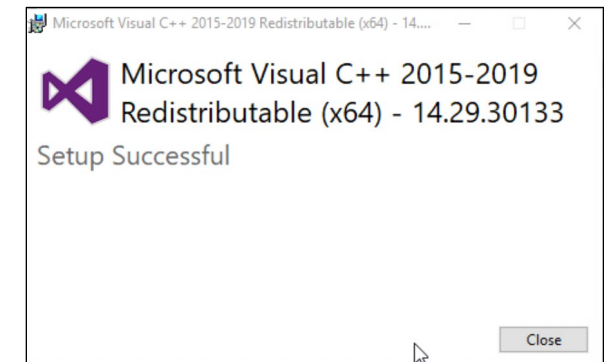 Microsoft Visual C++ 2015-2019 Redistributable (x64) - 14....
Microsoft Visual C++ 2015-2019
Redistributable (x64) - 14.29.30133
Setup Successful
Close